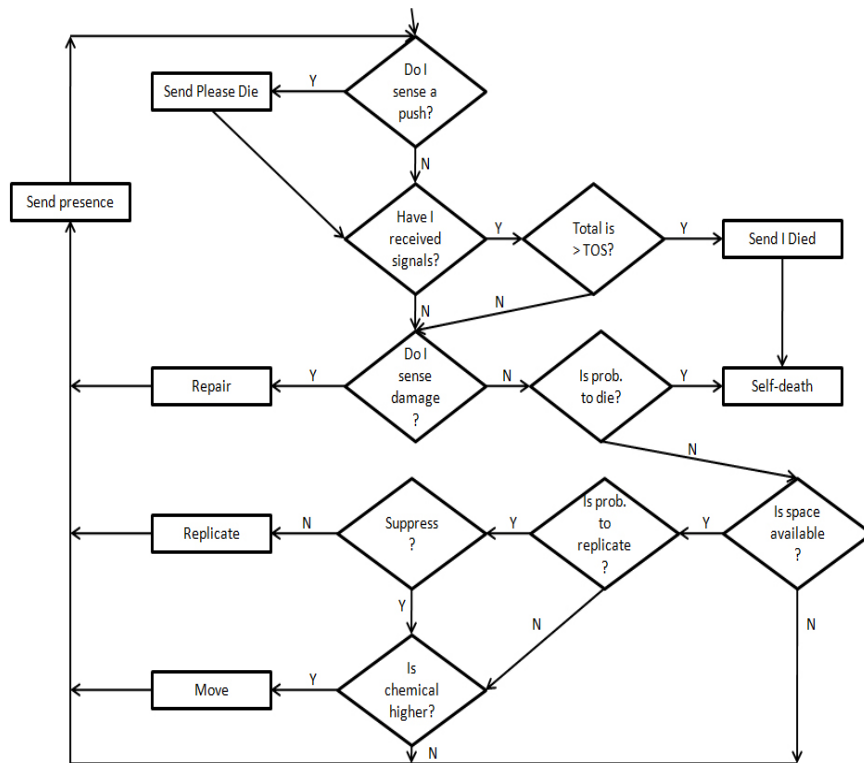 Do I
sense a
push?
Y
Send Please Die
N
Send presence
Have I
received
signals?
Y
Total is
> TOS?
Y
Send I Died
N
N
Do I
sense
damage
?
Y
Repair
N
Is prob.
to die?
Y
Self-death
N
Is space
available
?
Y
Is prob.
to
replicate
?
Y
Suppress
?
N
Replicate
Y
N
N
Is
chemical
higher?
Y
Move
N